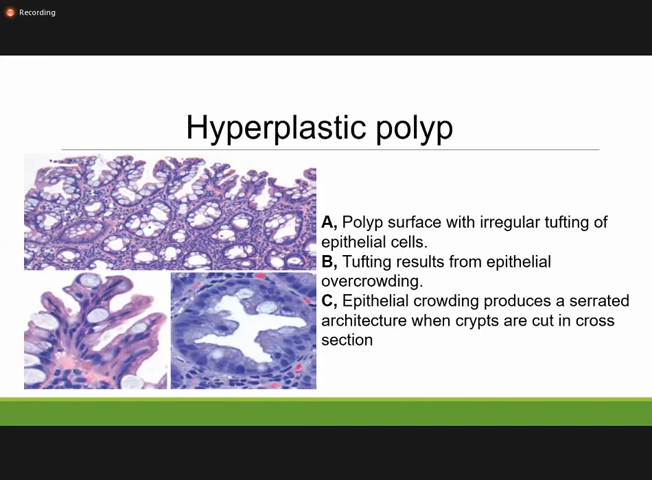 Recording
Hyperplastic polyp
A, Polyp surface with irregular tufting of
epithelial cells.
B, Tufting results from epithelial
overcrowding.
C, Epithelial crowding produces a serrated
architecture when crypts are cut in cross
section